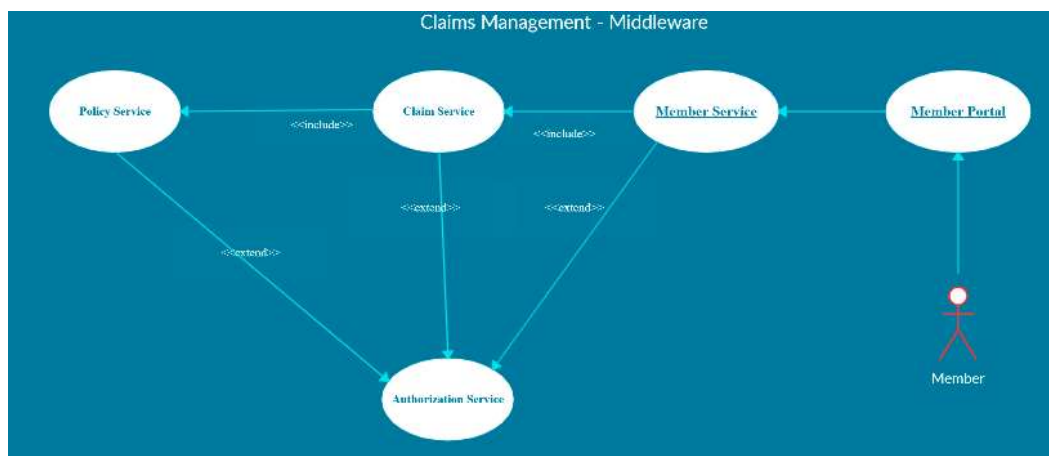 Claims Management - Middleware
Policy Service
Claim Service
Member Service
Member Portal
<<include>>
<<include>>
<<extend>>
<<extend>>
<<extend>>
Member
Authorization Service